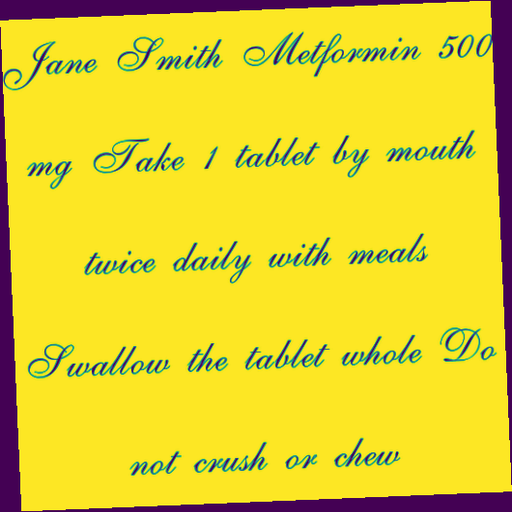 Jane Smith Metformin 500
mg Take 1 tablet by mouth
twice daily with meals
Swallow the tablet whole Do
not crush or chew